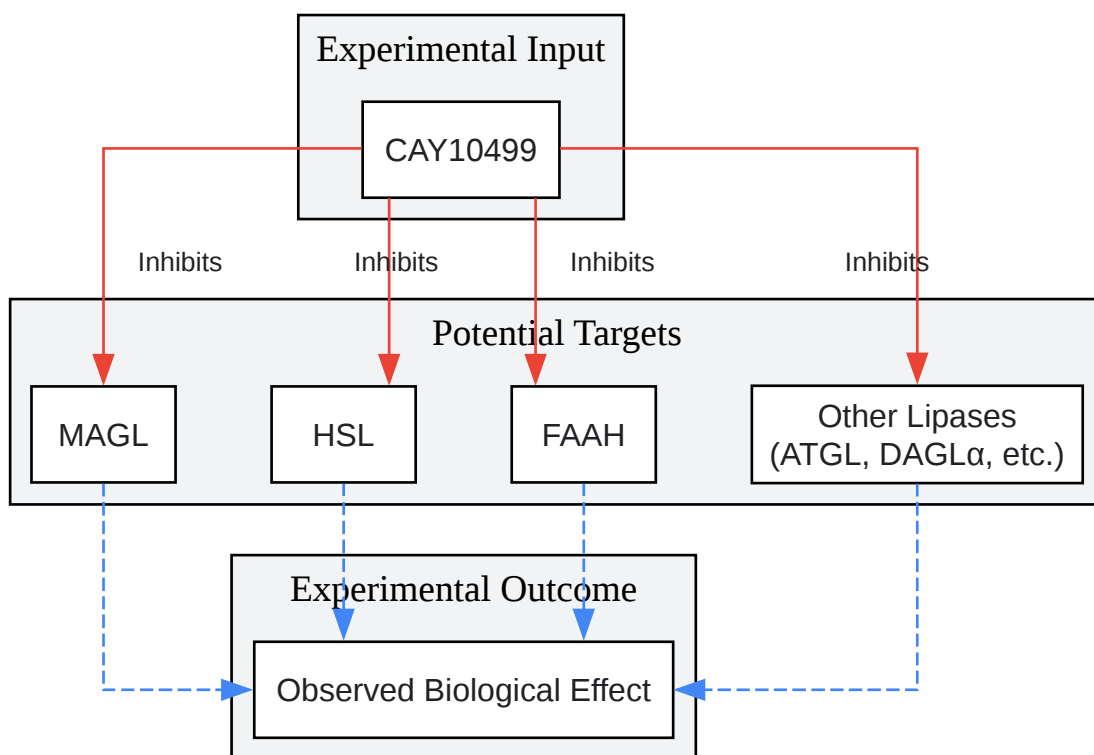 Experimental Input
CAY10499
Inhibits Inhibits Inhibits Inhibits
Potential Targets
MAGL HSL FAAH Other Lipases
(ATGL, DAGLα, etc.)
Experimental Outcome
Observed Biological Effect